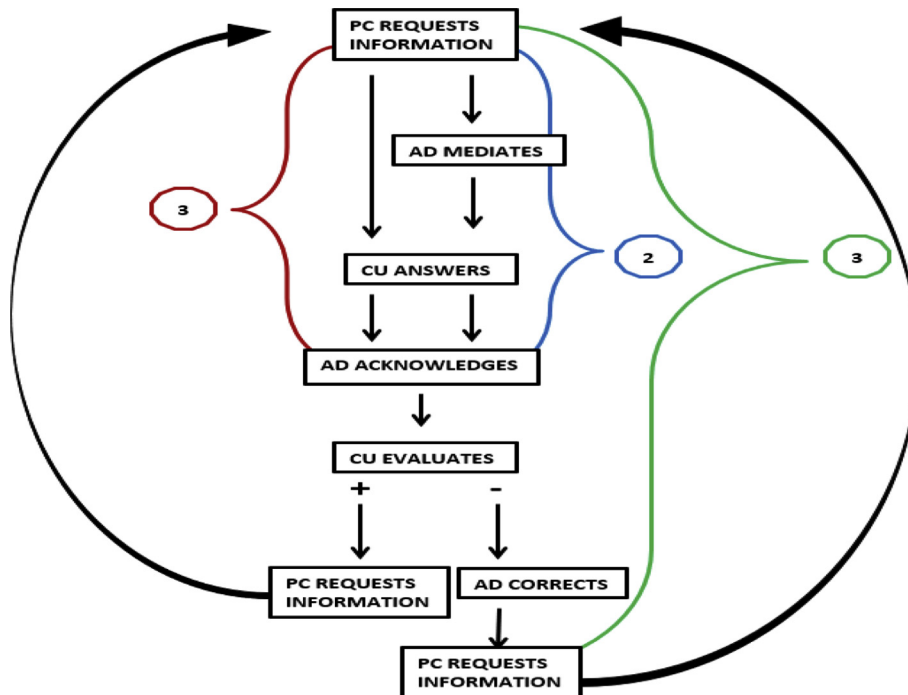 PC REQUESTS
INFORMATION
AD MEDIATES
3
2
3
CU ANSWERS
AD ACKNOWLEDGES
CU EVALUATES
+ -
PC REQUESTS
INFORMATION
AD CORRECTS
PC REQUESTS
INFORMATION